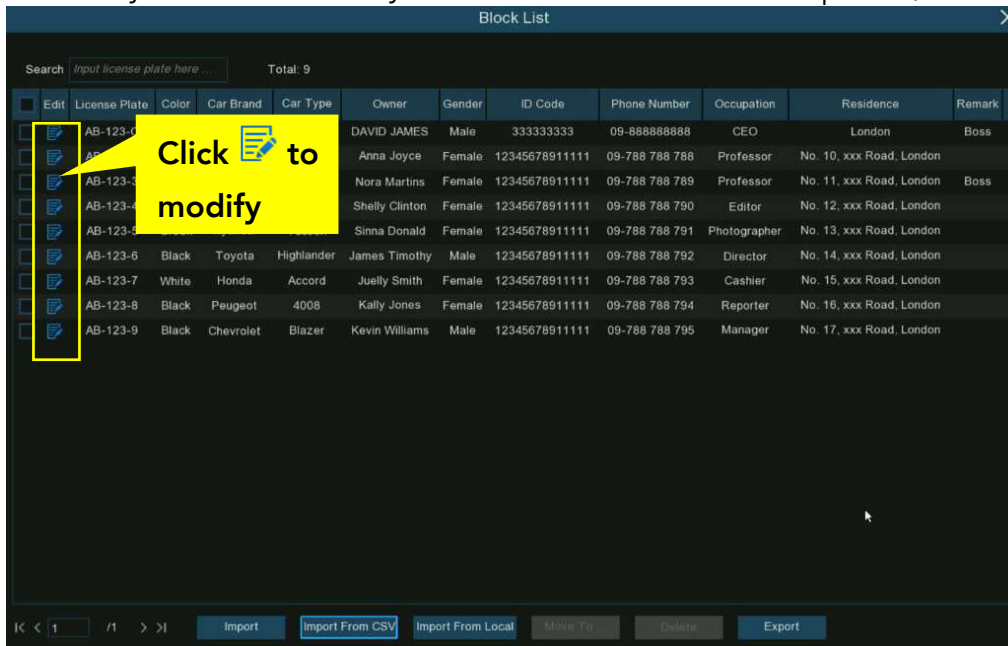 Block List
Search Input license plate here ... Total: 9
Edit License Plate Color Car Brand Car Type Owner Gender ID Code Phone Number Occupation Residence Remark
DAVID JAMES Male 333333333 09-888888888 CEO London Boss
Anna Joyce Female 12345678911111 09-788 788 788 Professor No. 10, xxx Road, London
AB-123-3 Nora Martins Female 12345678911111 09-788 788 789 Professor No. 11, xxx Road, London Boss
AB-123-4 Shelly Clinton Female 12345678911111 09-788 788 790 Editor No. 12, xxx Road, London
AB-123-5 Sinna Donald Female 12345678911111 09-788 788 791 Photographer No. 13, xxx Road, London
AB-123-6 Black Toyota Highlander James Timothy Male 12345678911111 09-788 788 792 Director No. 14, xxx Road, London
AB-123-7 White Honda Accord Juelly Smith Female 12345678911111 09-788 788 793 Cashier No. 15, xxx Road, London
AB-123-8 Black Peugeot 4008 Kally Jones Female 12345678911111 09-788 788 794 Reporter No. 16, xxx Road, London
AB-123-9 Black Chevrolet Blazer Kevin Williams Male 12345678911111 09-788 788 795 Manager No. 17, xxx Road, London
Click to
modify
1 /1 Import Import From CSV Import From Local Move To ... Delete Export